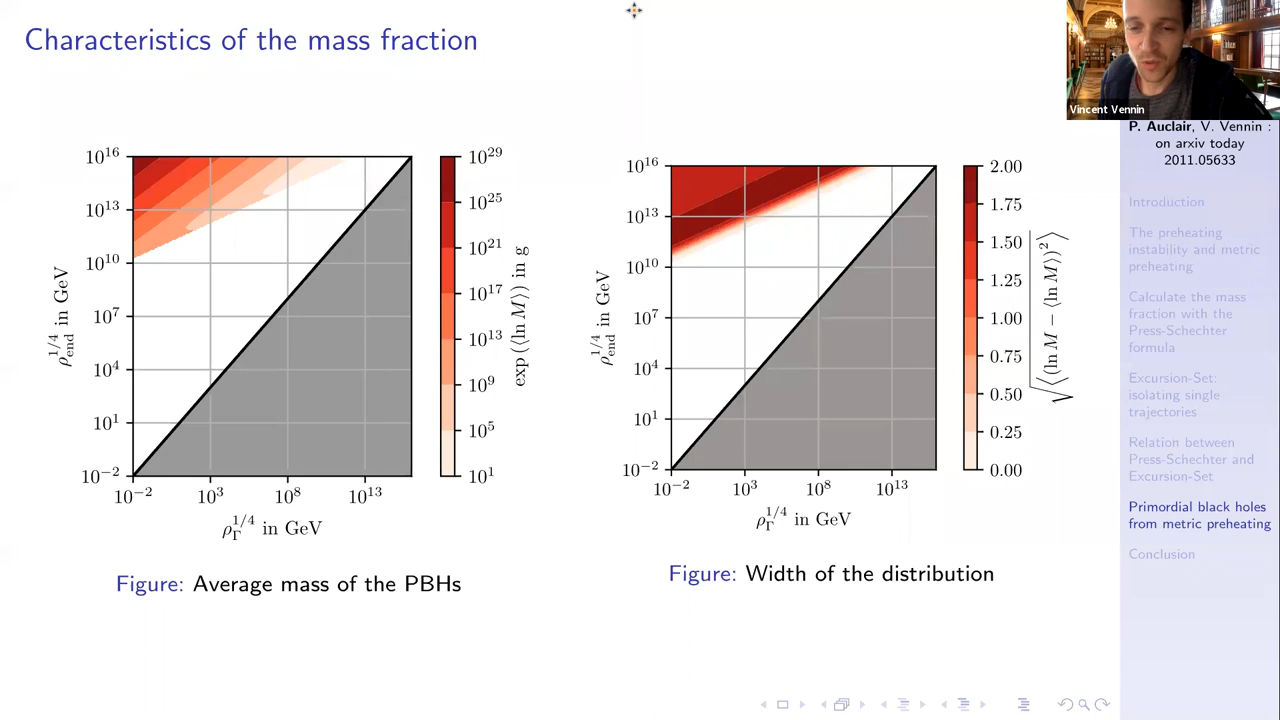 Characteristics of the mass fraction
Vincent Vennin
P. Auclair, V. Vennin :
on arxiv today
2011.05633
Introduction
The preheating
instability and metric
preheating
Calculate the mass
fraction with the
Press-Schechter
formula
Excursion-Set:
isolating single
trajectories
Relation between
Press-Schechter and
Excursion-Set
Primordial black holes
from metric preheating
Conclusion
10^16
10^13
10^10
10^7
10^4
10^1
10^−2
ρ_end^1/4 in GeV
10^−2 10^3 10^8 10^13
ρ_Γ^1/4 in GeV
10^29
10^25
10^21
10^17
10^13
10^9
10^5
10^1
exp (⟨ln M⟩) in g
Figure: Average mass of the PBHs
10^16
10^13
10^10
10^7
10^4
10^1
10^−2
ρ_end^1/4 in GeV
10^−2 10^3 10^8 10^13
ρ_Γ^1/4 in GeV
2.00
1.75
1.50
1.25
1.00
0.75
0.50
0.25
0.00
√⟨(ln M − ⟨ln M⟩)^2⟩
Figure: Width of the distribution